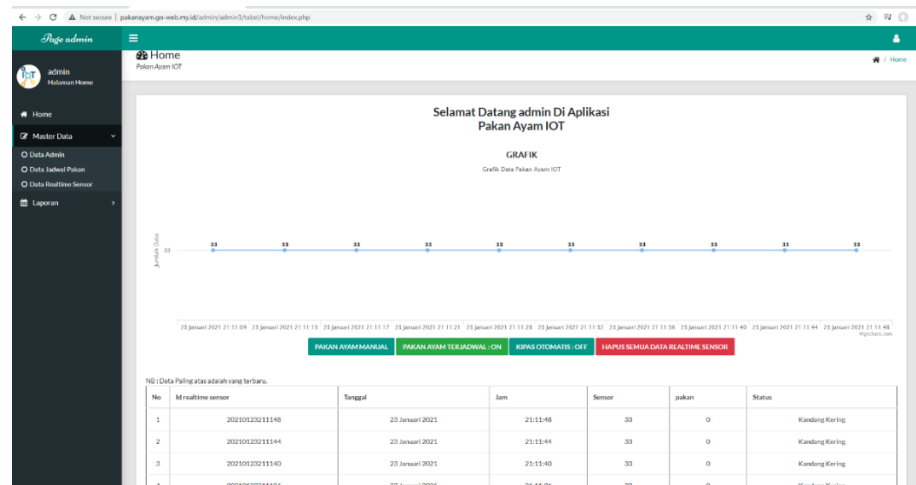 Not secure | pakanayam.go-web.my.id/admin/admin3/tabel/home/index.php
Page admin
Home
Pakan Ayam IOT
Home
IoT
admin
Halaman Home
Home
Master Data
Data Admin
Data Jadwal Pakan
Data Realtime Sensor
Laporan
Selamat Datang admin Di Aplikasi
Pakan Ayam IOT
GRAFIK
Grafik Data Pakan Ayam IOT
Jumlah Data
33
33 33 33 33 33 33 33 33 33 33
23 Januari 2021 21:11:09 23 Januari 2021 21:11:13 23 Januari 2021 21:11:17 23 Januari 2021 21:11:21 23 Januari 2021 21:11:28 23 Januari 2021 21:11:32 23 Januari 2021 21:11:36 23 Januari 2021 21:11:40 23 Januari 2021 21:11:44 23 Januari 2021 21:11:48
Highcharts.com
PAKAN AYAM MANUAL PAKAN AYAM TERJADWAL : ON KIPAS OTOMATIS : OFF HAPUS SEMUA DATA REALTIME SENSOR
NB : Data Paling atas adalah yang terbaru.
No Id realtime sensor Tanggal Jam Sensor pakan Status
1 20210123211148 23 Januari 2021 21:11:48 33 0 Kandang Kering
2 20210123211144 23 Januari 2021 21:11:44 33 0 Kandang Kering
3 20210123211140 23 Januari 2021 21:11:40 33 0 Kandang Kering